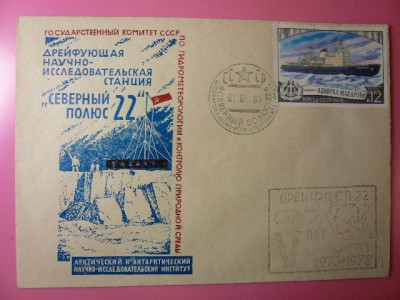 ГОСУДАРСТВЕННЫЙ КОМИТЕТ СССР
ПО ГИДРОМЕТЕОРОЛОГИИ И КОНТРОЛЮ ПРИРОДНОЙ СРЕДЫ
ДРЕЙФУЮЩАЯ
НАУЧНО-
ИССЛЕДОВАТЕЛЬСКАЯ
СТАНЦИЯ
"СЕВЕРНЫЙ
ПОЛЮС 22"
АРКТИЧЕСКИЙ И АНТАРКТИЧЕСКИЙ
НАУЧНО-ИССЛЕДОВАТЕЛЬСКИЙ ИНСТИТУТ
СССР
„АДМИРАЛ МАКАРОВ"
ПОЧТА СССР 1978
12
ДРЕЙФ СП 22